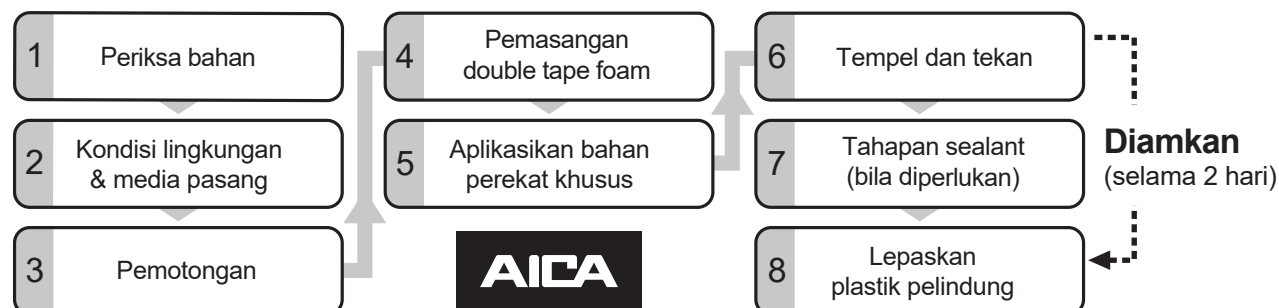 1 Periksa bahan
2 Kondisi lingkungan
& media pasang
3 Pemotongan
4 Pemasangan
double tape foam
5 Aplikasikan bahan
perekat khusus
AICA
6 Tempel dan tekan
7 Tahapan sealant
(bila diperlukan)
8 Lepaskan
plastik pelindung
Diamkan
(selama 2 hari)